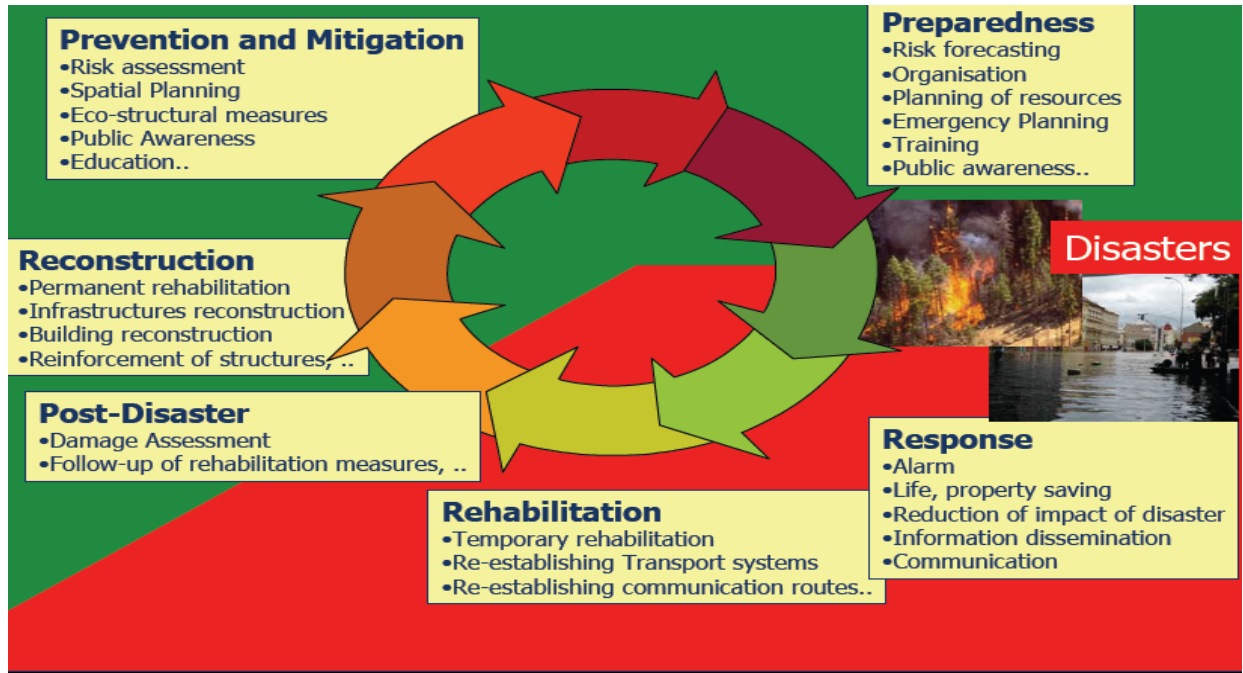 Prevention and Mitigation
•Risk assessment
•Spatial Planning
•Eco-structural measures
•Public Awareness
•Education..
Preparedness
•Risk forecasting
•Organisation
•Planning of resources
•Emergency Planning
•Training
•Public awareness..
Disasters
Reconstruction
•Permanent rehabilitation
•Infrastructures reconstruction
•Building reconstruction
•Reinforcement of structures, ..
Post-Disaster
•Damage Assessment
•Follow-up of rehabilitation measures, ..
Response
•Alarm
•Life, property saving
•Reduction of impact of disaster
•Information dissemination
•Communication
Rehabilitation
•Temporary rehabilitation
•Re-establishing Transport systems
•Re-establishing communication routes..